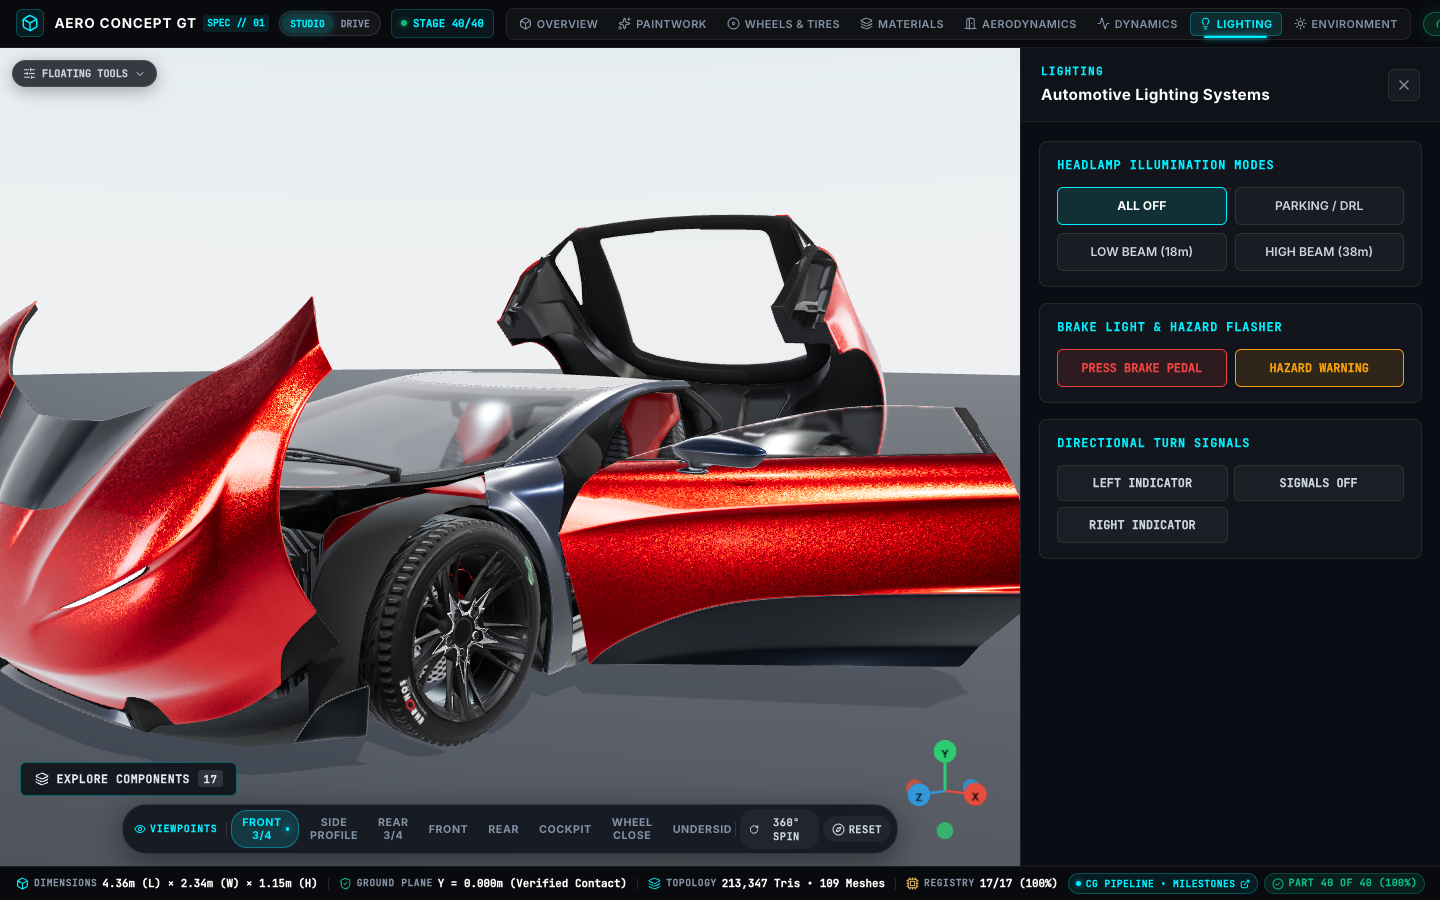 AERO CONCEPT GT SPEC // 01 STUDIO DRIVE STAGE 40/40 OVERVIEW PAINTWORK WHEELS & TIRES MATERIALS AERODYNAMICS DYNAMICS LIGHTING ENVIRONMENT
FLOATING TOOLS
LIGHTING
Automotive Lighting Systems
HEADLAMP ILLUMINATION MODES
ALL OFF PARKING / DRL
LOW BEAM (18m) HIGH BEAM (38m)
BRAKE LIGHT & HAZARD FLASHER
PRESS BRAKE PEDAL HAZARD WARNING
DIRECTIONAL TURN SIGNALS
LEFT INDICATOR SIGNALS OFF
RIGHT INDICATOR
EXPLORE COMPONENTS 17
Y
Z X
VIEWPOINTS
FRONT
3/4
SIDE
PROFILE
REAR
3/4
FRONT
REAR
COCKPIT
WHEEL
CLOSE
UNDERSID
360°
SPIN
RESET
DIMENSIONS 4.36m (L) × 2.34m (W) × 1.15m (H) GROUND PLANE Y = 0.000m (Verified Contact) TOPOLOGY 213,347 Tris • 109 Meshes REGISTRY 17/17 (100%) CG PIPELINE • MILESTONES PART 40 OF 40 (100%)